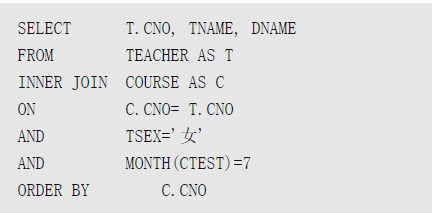 SELECT T.CNO, TNAME, DNAME
FROM TEACHER AS T
INNER JOIN COURSE AS C
ON C.CNO= T.CNO
AND TSEX='女'
AND MONTH(CTEST)=7
ORDER BY C.CNO